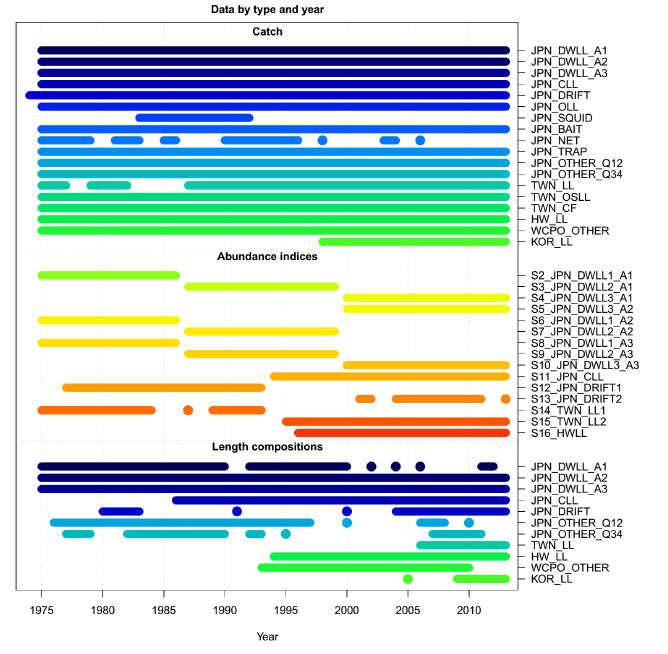 Data by type and year
Catch
JPN_DWLL_A1
JPN_DWLL_A2
JPN_DWLL_A3
JPN_CLL
JPN_DRIFT
JPN_OLL
JPN_SQUID
JPN_BAIT
JPN_NET
JPN_TRAP
JPN_OTHER_Q12
JPN_OTHER_Q34
TWN_LL
TWN_OSLL
TWN_CF
HW_LL
WCPO_OTHER
KOR_LL
Abundance indices
S2_JPN_DWLL1_A1
S3_JPN_DWLL2_A1
S4_JPN_DWLL3_A1
S5_JPN_DWLL3_A2
S6_JPN_DWLL1_A2
S7_JPN_DWLL2_A2
S8_JPN_DWLL1_A3
S9_JPN_DWLL2_A3
S10_JPN_DWLL3_A3
S11_JPN_CLL
S12_JPN_DRIFT1
S13_JPN_DRIFT2
S14_TWN_LL1
S15_TWN_LL2
S16_HWLL
Length compositions
JPN_DWLL_A1
JPN_DWLL_A2
JPN_DWLL_A3
JPN_CLL
JPN_DRIFT
JPN_OTHER_Q12
JPN_OTHER_Q34
TWN_LL
HW_LL
WCPO_OTHER
KOR_LL
1975 1980 1985 1990 1995 2000 2005 2010
Year